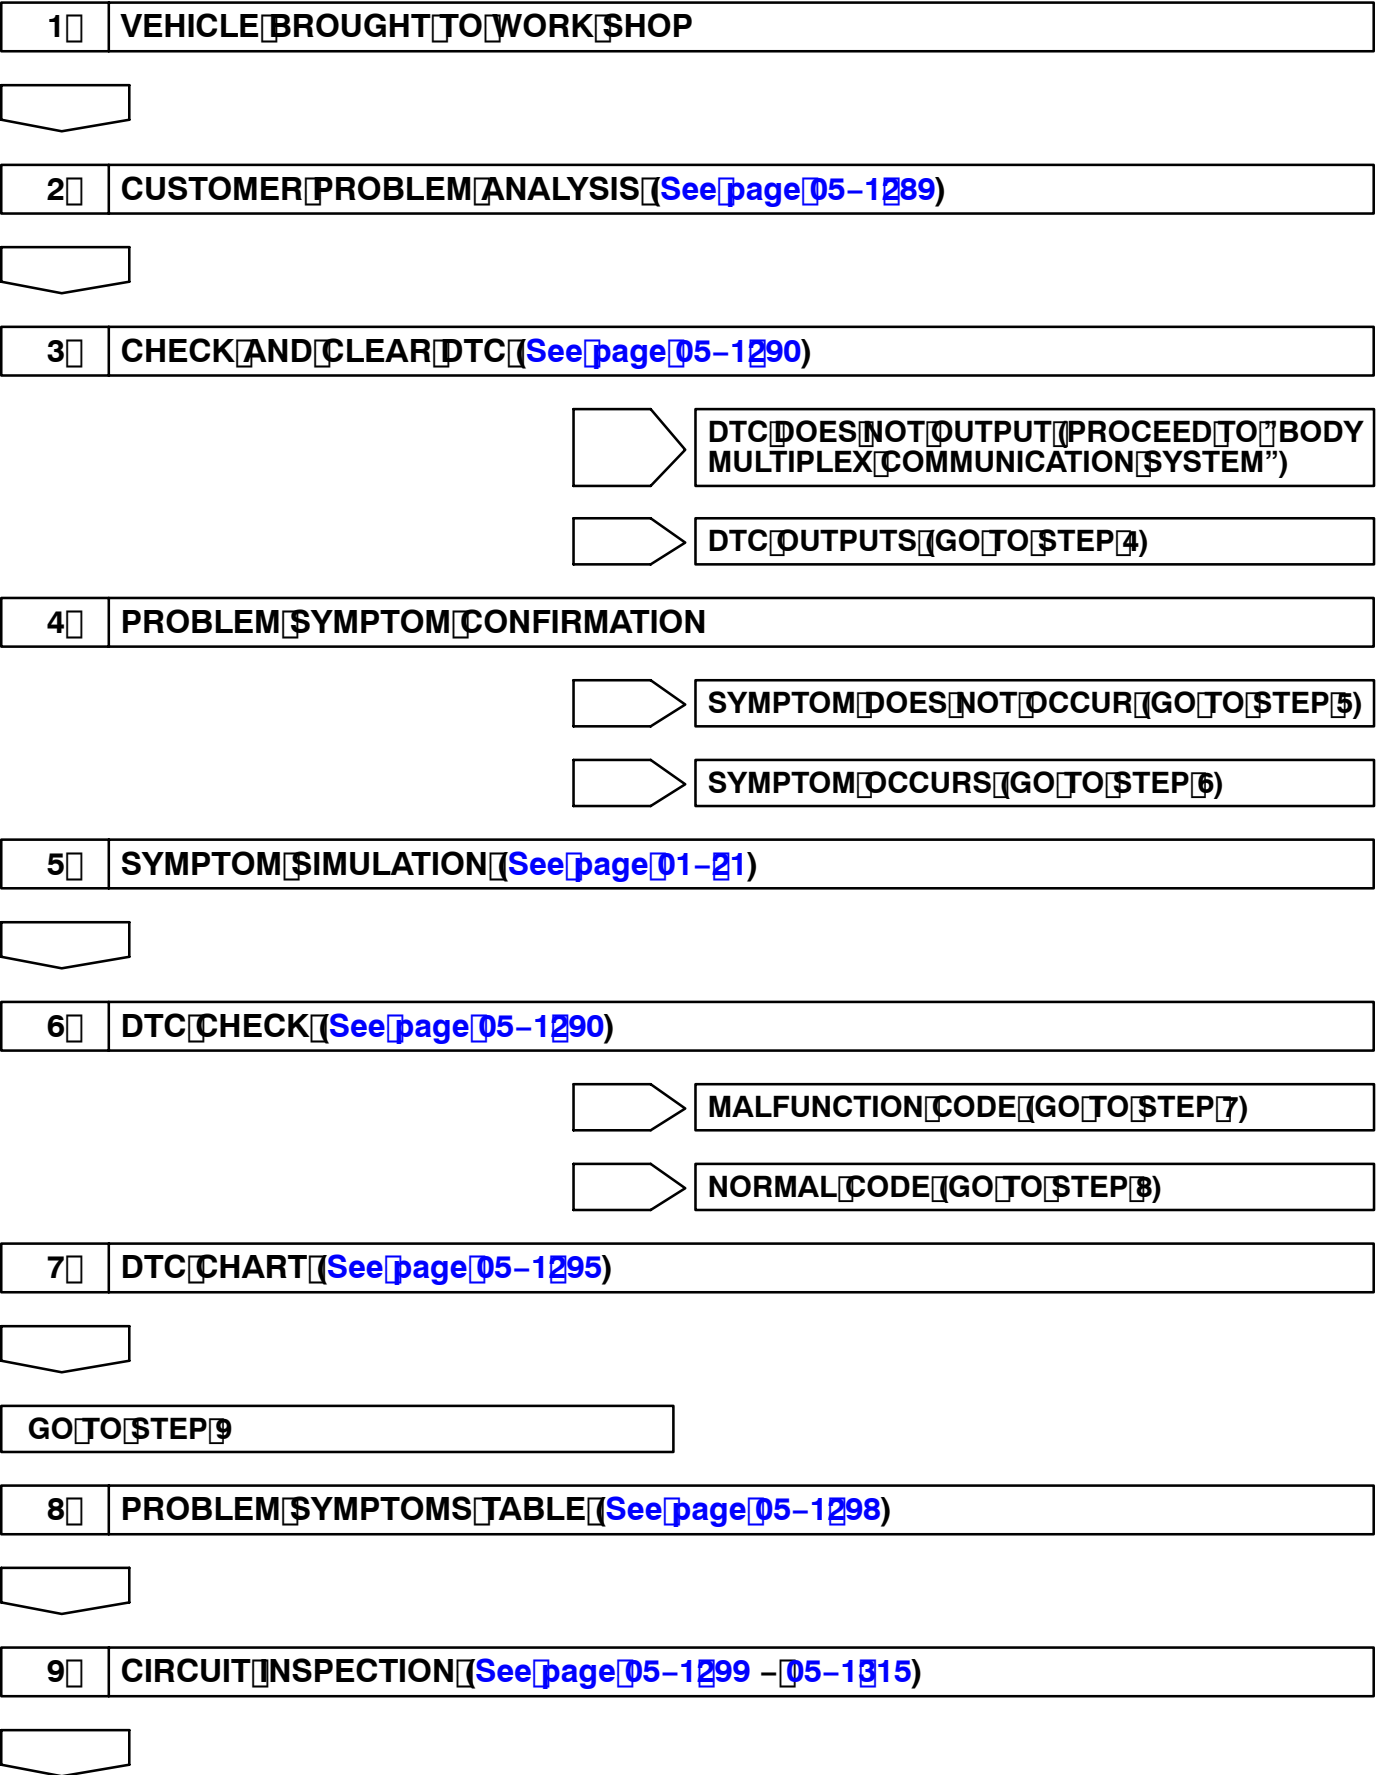 1 VEHICLE BROUGHT TO WORK SHOP
2 CUSTOMER PROBLEM ANALYSIS (See page 05−1289)
3 CHECK AND CLEAR DTC (See page 05−1290)
DTC DOES NOT OUTPUT (PROCEED TO ”BODY
MULTIPLEX COMMUNICATION SYSTEM”)
DTC OUTPUTS (GO TO STEP 4)
4 PROBLEM SYMPTOM CONFIRMATION
SYMPTOM DOES NOT OCCUR (GO TO STEP 5)
SYMPTOM OCCURS (GO TO STEP 6)
5 SYMPTOM SIMULATION (See page 01−21)
6 DTC CHECK (See page 05−1290)
MALFUNCTION CODE (GO TO STEP 7)
NORMAL CODE (GO TO STEP 8)
7 DTC CHART (See page 05−1295)
GO TO STEP 9
8 PROBLEM SYMPTOMS TABLE (See page 05−1298)
9 CIRCUIT INSPECTION (See page 05−1299 − 05−1315)